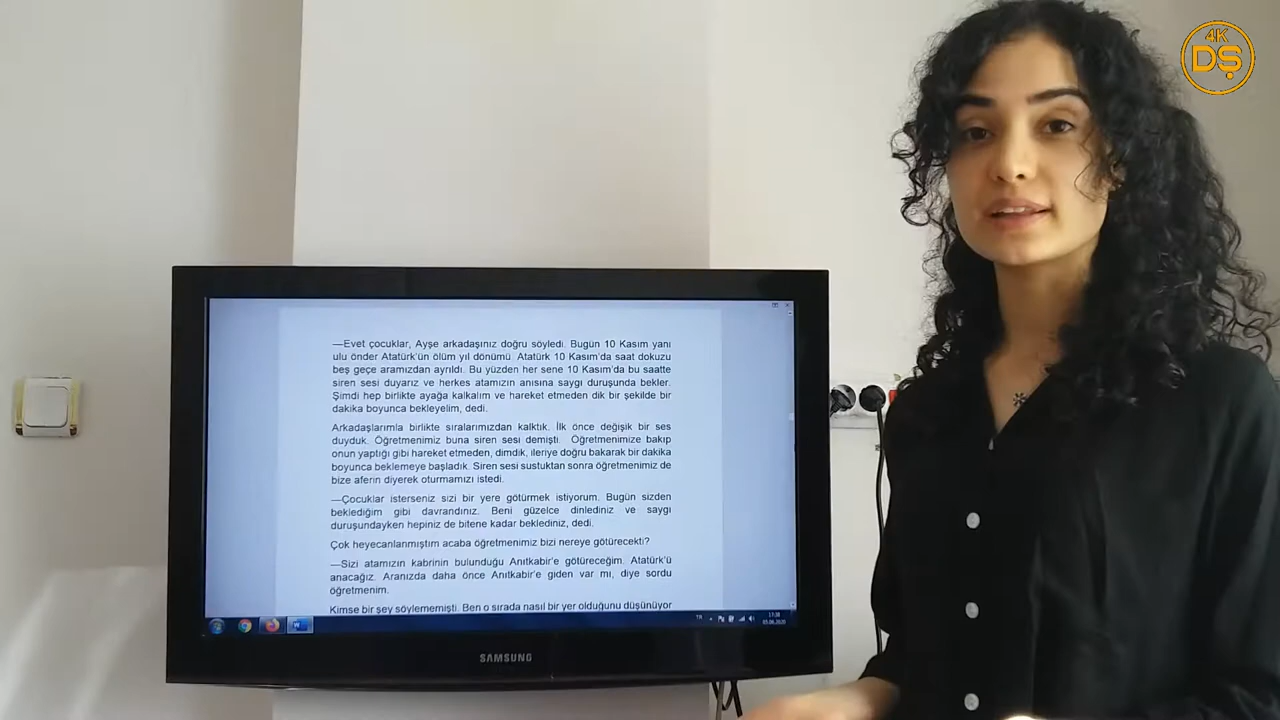 4K
DŞ
—Evet çocuklar, Ayşe arkadaşınız doğru söyledi. Bugün 10 Kasım yani
ulu önder Atatürk'ün ölüm yıl dönümü. Atatürk 10 Kasım'da saat dokuzu
beş geçe aramızdan ayrıldı. Bu yüzden her sene 10 Kasım'da bu saatte
siren sesi duyarız ve herkes atamızın anısına saygı duruşunda bekler.
Şimdi hep birlikte ayağa kalkalım ve hareket etmeden dik bir şekilde bir
dakika boyunca bekleyelim, dedi.
Arkadaşlarımla birlikte sıralarımızdan kalktık. İlk önce değişik bir ses
duyduk. Öğretmenimiz buna siren sesi demişti. Öğretmenimize bakıp
onun yaptığı gibi hareket etmeden, dimdik, ileriye doğru bakarak bir dakika
boyunca beklemeye başladık. Siren sesi sustuktan sonra öğretmenimiz de
bize aferin diyerek oturmamızı istedi.
—Çocuklar isterseniz sizi bir yere götürmek istiyorum. Bugün sizden
beklediğim gibi davrandınız. Beni güzelce dinlediniz ve saygı
duruşundayken hepiniz de bitene kadar beklediniz, dedi.
Çok heyecanlanmıştım acaba öğretmenimiz bizi nereye götürecekti?
—Sizi atamızın kabrinin bulunduğu Anıtkabir'e götüreceğim. Atatürk'ü
anacağız. Aranızda daha önce Anıtkabir'e giden var mı, diye sordu
öğretmenim.
Kimse bir şey söylememişti. Ben o sırada nasıl bir yer olduğunu düşünüyor
TR
17:38
05.06.2020
SAMSUNG